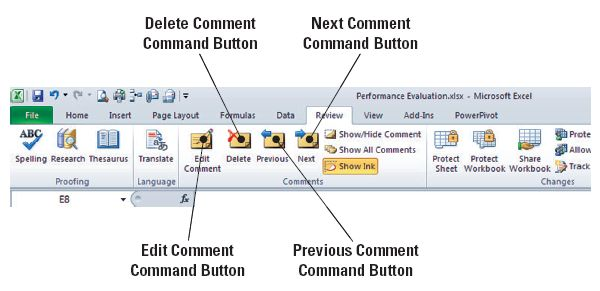 Delete Comment Next Comment
Command Button Command Button
Performance Evaluation.xlsx - Microsoft Excel
File Home Insert Page Layout Formulas Data Review View Add-Ins PowerPivot
ABC Show/Hide Comment
Show All Comments
Spelling Research Thesaurus Translate Edit Comment Delete Previous Next Show Ink Protect Sheet Protect Workbook Share Workbook Track
Proofing Language Comments Changes
E8 fx
Edit Comment Previous Comment
Command Button Command Button